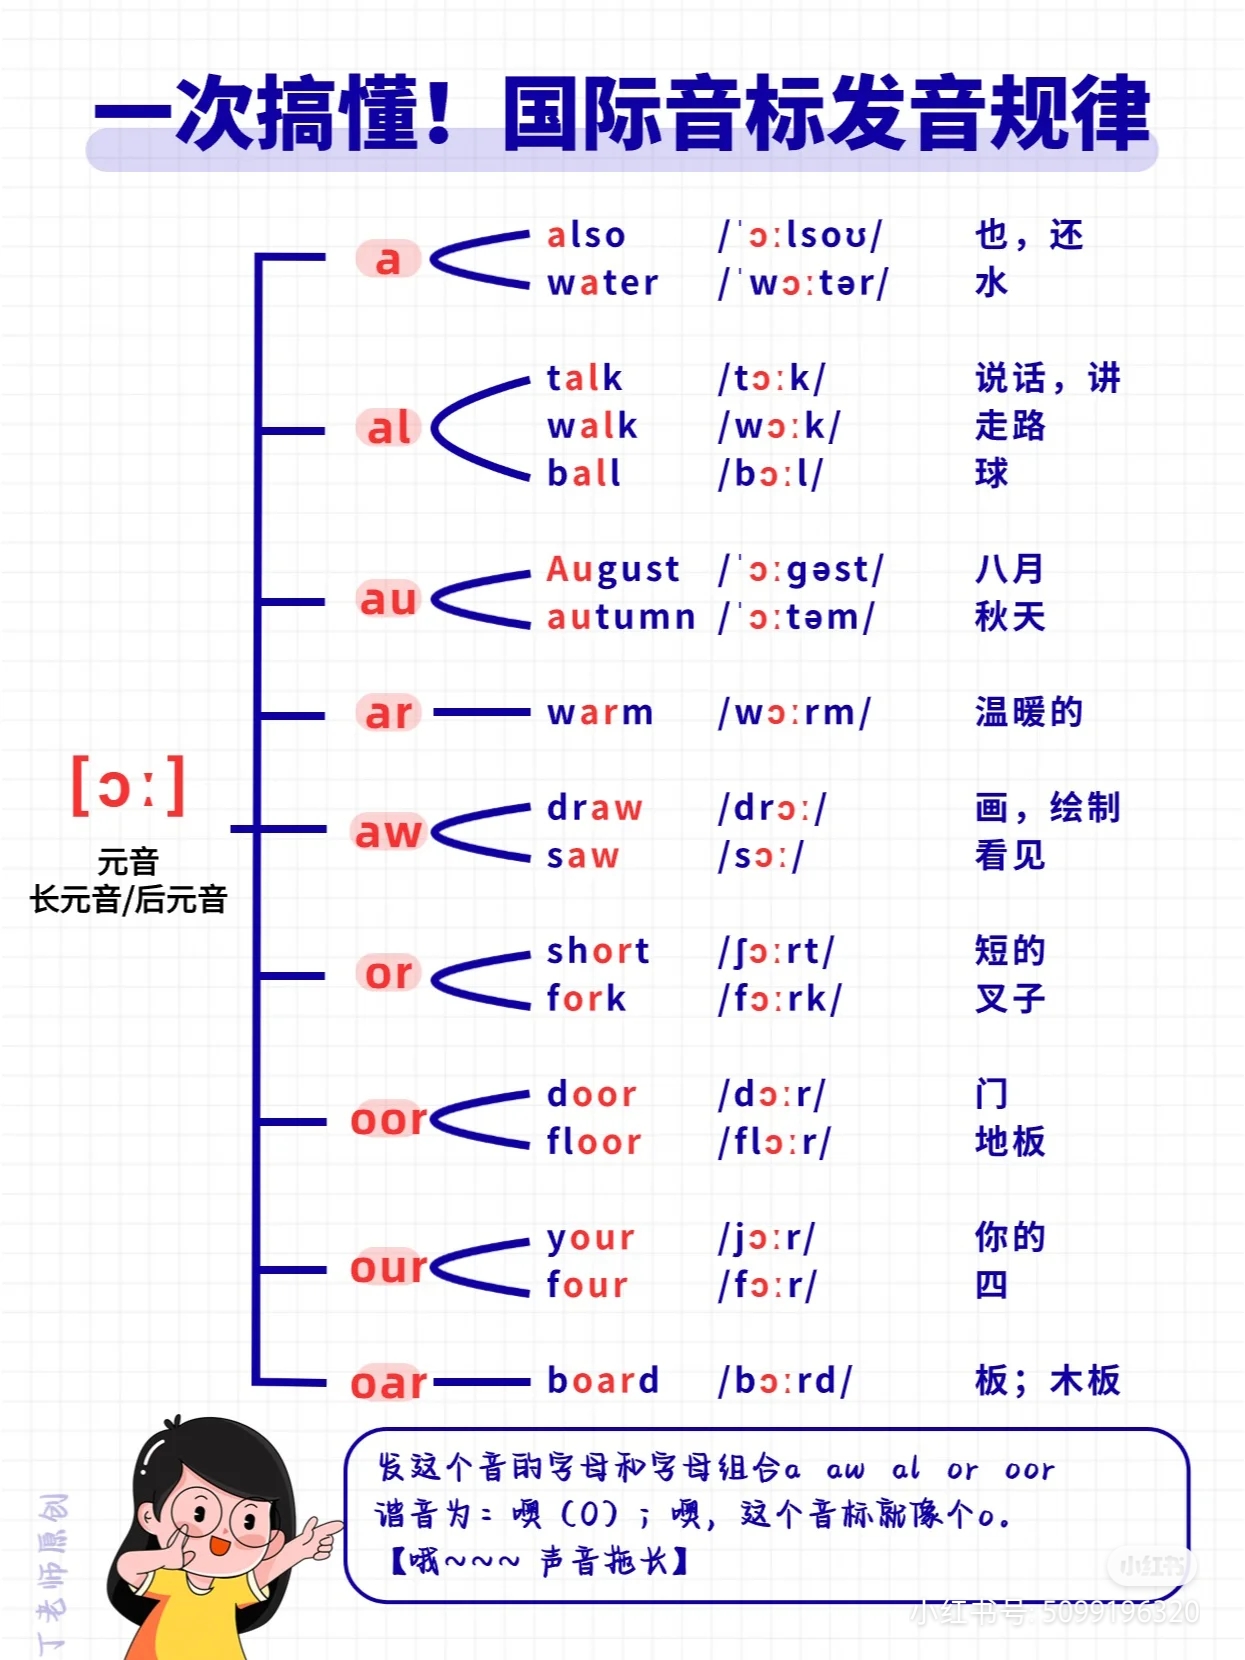 一次搞懂！国际音标发音规律
[ɔː]
元音
长元音/后元音
a
also /ˈɔːlsoʊ/ 也，还
water /ˈwɔːtər/ 水
al
talk /tɔːk/ 说话，讲
walk /wɔːk/ 走路
ball /bɔːl/ 球
au
August /ˈɔːɡəst/ 八月
autumn /ˈɔːtəm/ 秋天
ar
warm /wɔːrm/ 温暖的
aw
draw /drɔː/ 画，绘制
saw /sɔː/ 看见
or
short /ʃɔːrt/ 短的
fork /fɔːrk/ 叉子
oor
door /dɔːr/ 门
floor /flɔːr/ 地板
our
your /jɔːr/ 你的
four /fɔːr/ 四
oar
board /bɔːrd/ 板；木板
发这个音的字母和字母组合a aw al or oor
谐音为：噢（O）；噢，这个音标就像个o。
【哦~~~ 声音拖长】
丁老师原创
小红书
小红书号: 5099196320